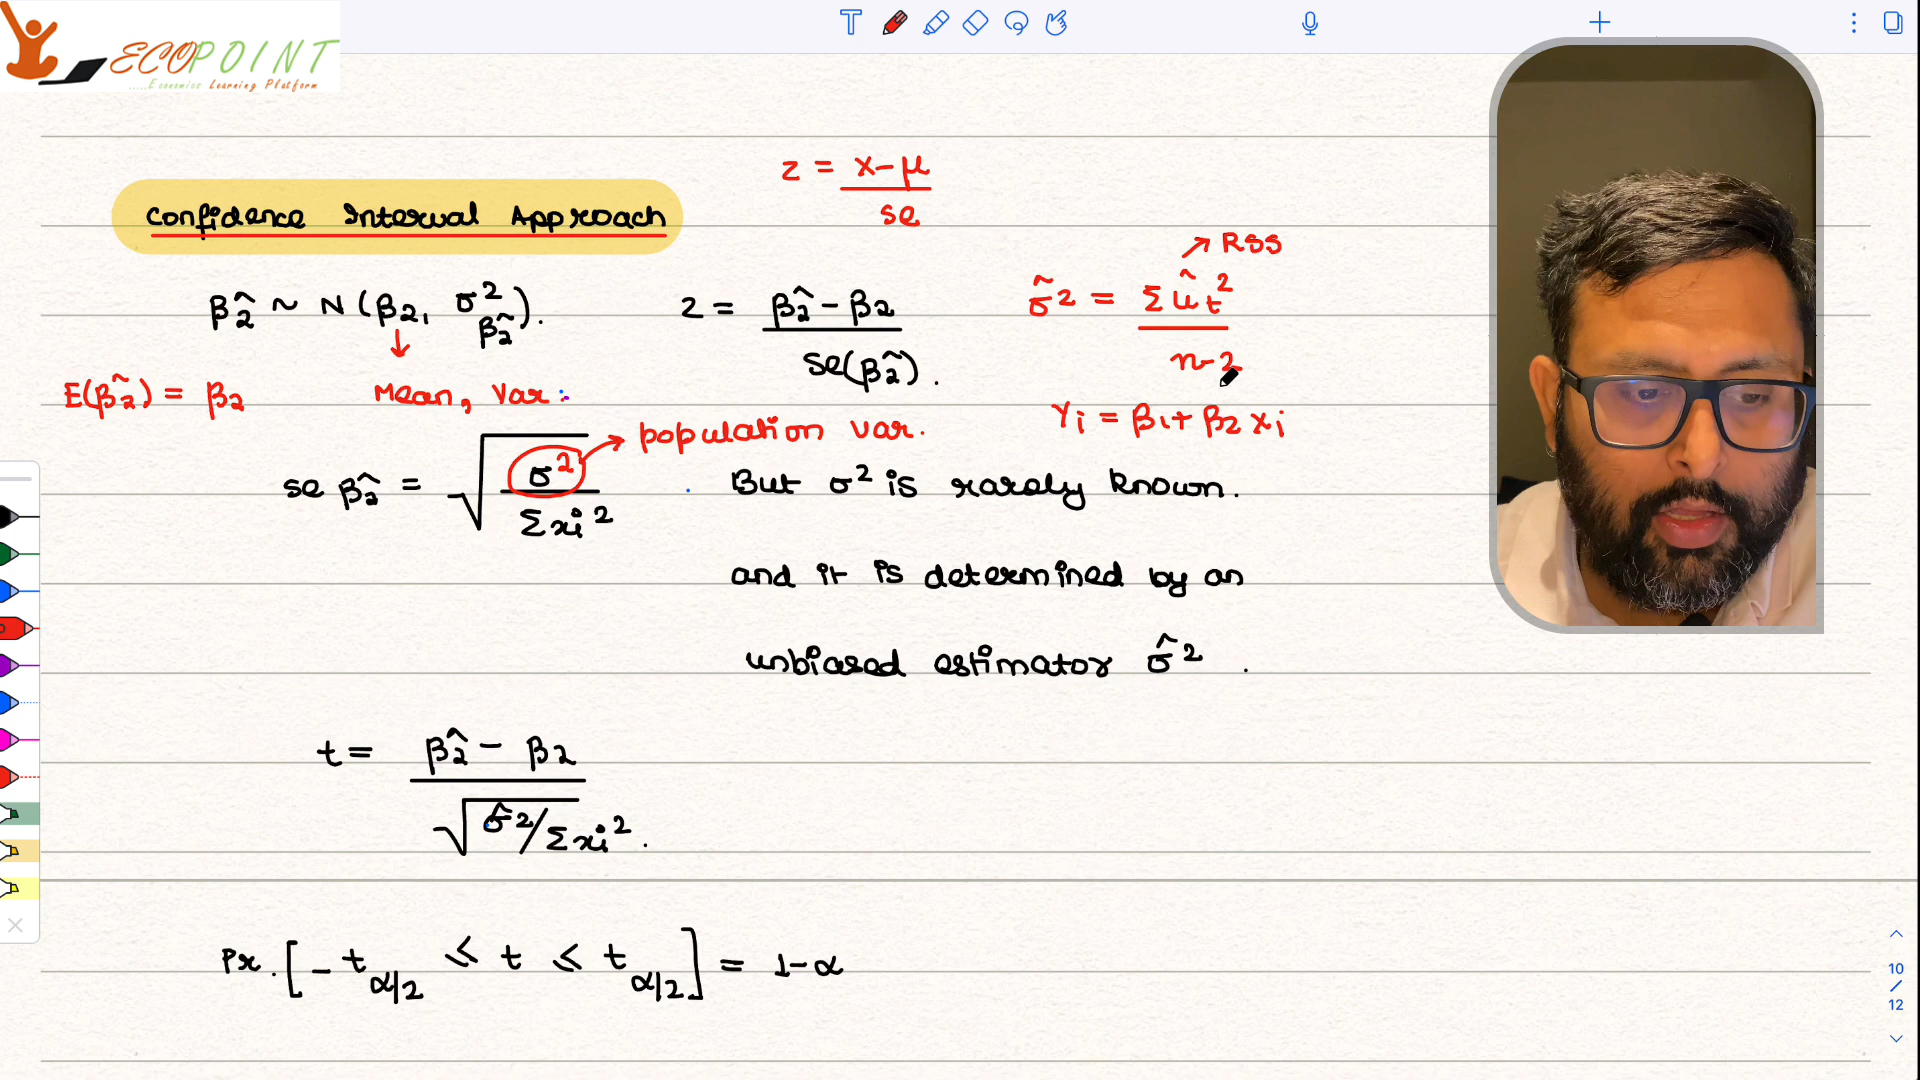 ECOPOINT
.....Economics Learning Platform
z = x-μ / se
Confidence Interval Approach
β̂2 ~ N(β2, σ²β̂2).
z = β̂2 - β2 / se(β̂2).
→ RSS
σ̂² = Σût² / n-2
E(β̂2) = β2
Mean, Var:
Yi = β1 + β2 Xi
population var.
se β̂2 = √σ² / Σxi²
But σ² is rarely known.
and it is determined by an
unbiased estimator σ̂².
t = β̂2 - β2 / √σ̂²/Σxi².
Pr. [-tα/2 ≤ t ≤ tα/2] = 1-α
10
/
12